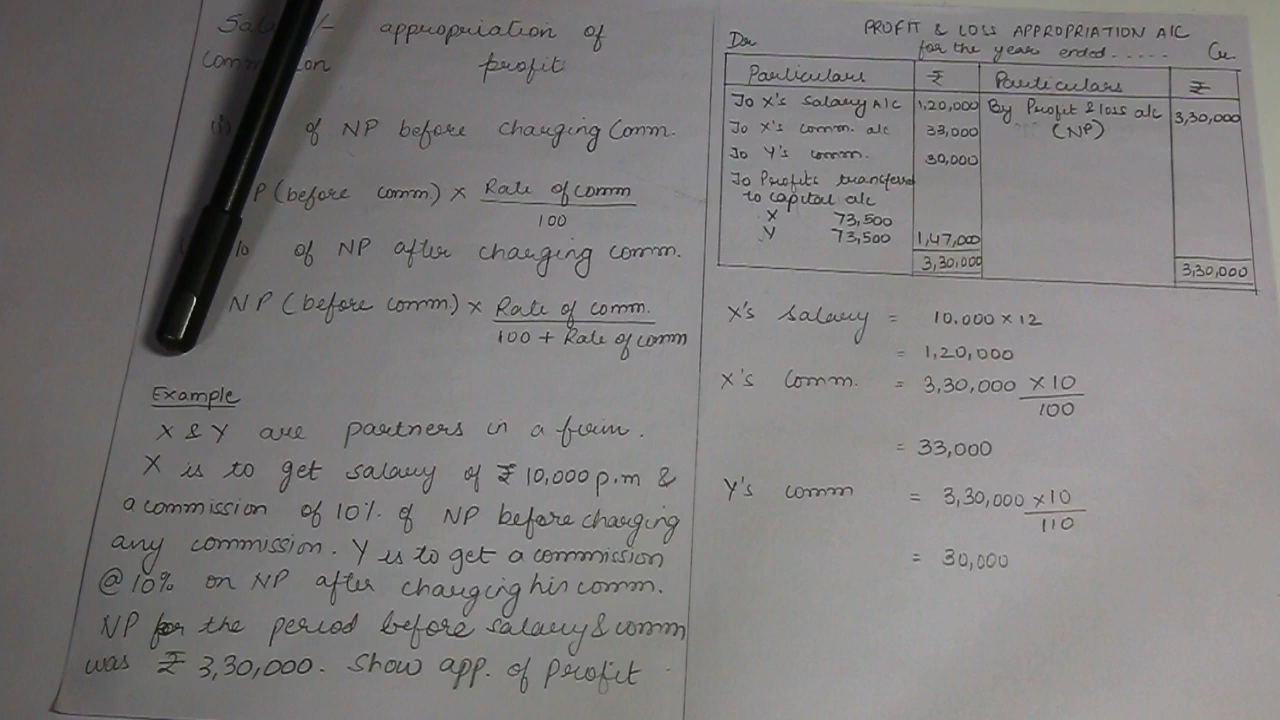 appropriation of
profit
of NP before charging Comm.
P (before comm.) × Rate of comm
100
of NP after charging comm.
NP (before comm.) × Rate of comm.
100 + Rate of comm
Example
X & Y are partners in a firm.
X is to get salary of ₹ 10,000 p.m &
a commission of 10% of NP before charging
any commission. Y is to get a commission
@ 10% on NP after charging his comm.
NP for the period before salary & comm
was ₹ 3,30,000. Show app. of Profit
PROFIT & LOSS APPROPRIATION A/C
Dr for the years ended ..... Cr.
Particulars ₹ Particulars ₹
To X's Salary A/C 1,20,000 By Profit & loss a/c 3,30,000
To X's comm. a/c 33,000 (NP)
To Y's comm. 30,000
To Profits transferred
to capital a/c
X 73,500
Y 73,500 1,47,000
3,30,000 3,30,000
X's salary = 10,000 × 12
= 1,20,000
X's Comm. = 3,30,000 × 10
100
= 33,000
Y's comm = 3,30,000 × 10
110
= 30,000